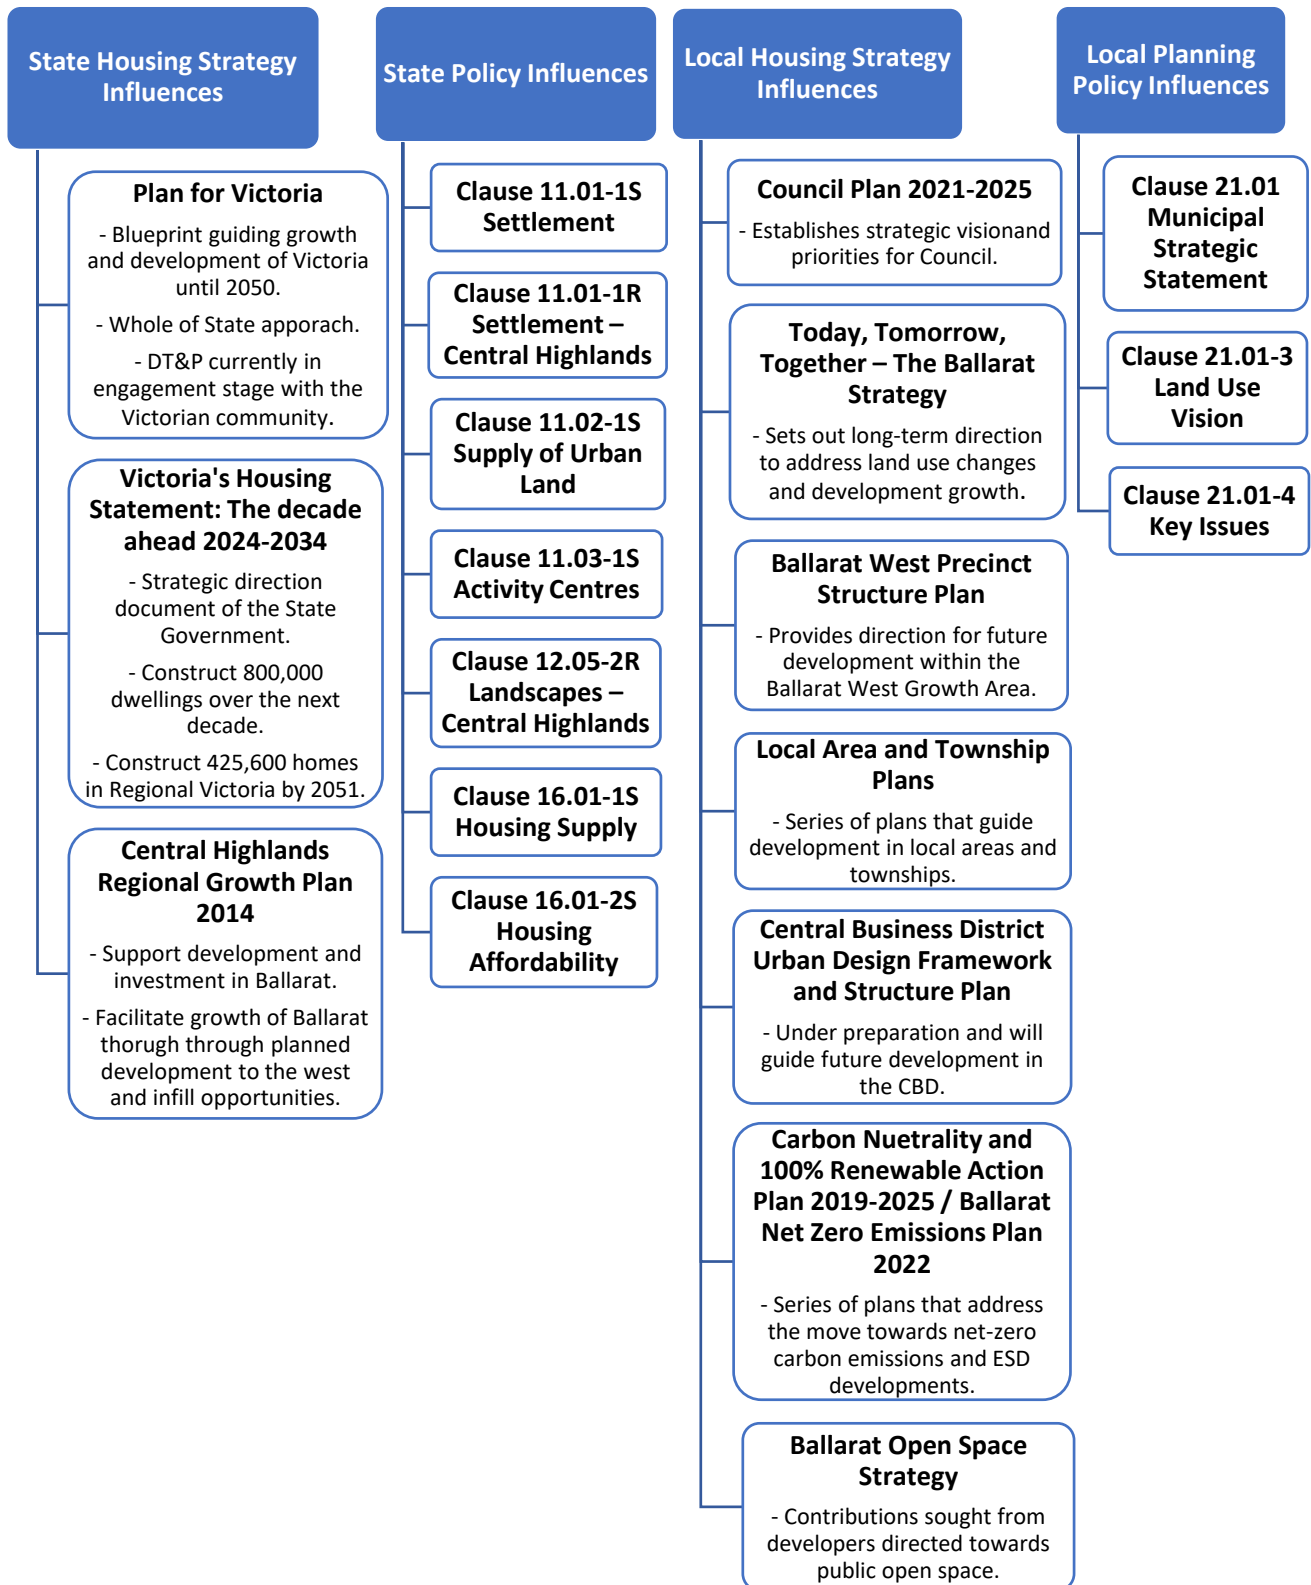 State Housing Strategy
Influences
Plan for Victoria
- Blueprint guiding growth
and development of Victoria
until 2050.
- Whole of State apporach.
- DT&P currently in
engagement stage with the
Victorian community.
Victoria's Housing
Statement: The decade
ahead 2024-2034
- Strategic direction
document of the State
Government.
- Construct 800,000
dwellings over the next
decade.
- Construct 425,600 homes
in Regional Victoria by 2051.
Central Highlands
Regional Growth Plan
2014
- Support development and
investment in Ballarat.
- Facilitate growth of Ballarat
thorugh through planned
development to the west
and infill opportunities.
State Policy Influences
Clause 11.01-1S
Settlement
Clause 11.01-1R
Settlement –
Central Highlands
Clause 11.02-1S
Supply of Urban
Land
Clause 11.03-1S
Activity Centres
Clause 12.05-2R
Landscapes –
Central Highlands
Clause 16.01-1S
Housing Supply
Clause 16.01-2S
Housing
Affordability
Local Housing Strategy
Influences
Council Plan 2021-2025
- Establishes strategic visionand
priorities for Council.
Today, Tomorrow,
Together – The Ballarat
Strategy
- Sets out long-term direction
to address land use changes
and development growth.
Ballarat West Precinct
Structure Plan
- Provides direction for future
development within the
Ballarat West Growth Area.
Local Area and Township
Plans
- Series of plans that guide
development in local areas and
townships.
Central Business District
Urban Design Framework
and Structure Plan
- Under preparation and will
guide future development in
the CBD.
Carbon Nuetrality and
100% Renewable Action
Plan 2019-2025 / Ballarat
Net Zero Emissions Plan
2022
- Series of plans that address
the move towards net-zero
carbon emissions and ESD
developments.
Ballarat Open Space
Strategy
- Contributions sought from
developers directed towards
public open space.
Local Planning
Policy Influences
Clause 21.01
Municipal
Strategic
Statement
Clause 21.01-3
Land Use
Vision
Clause 21.01-4
Key Issues